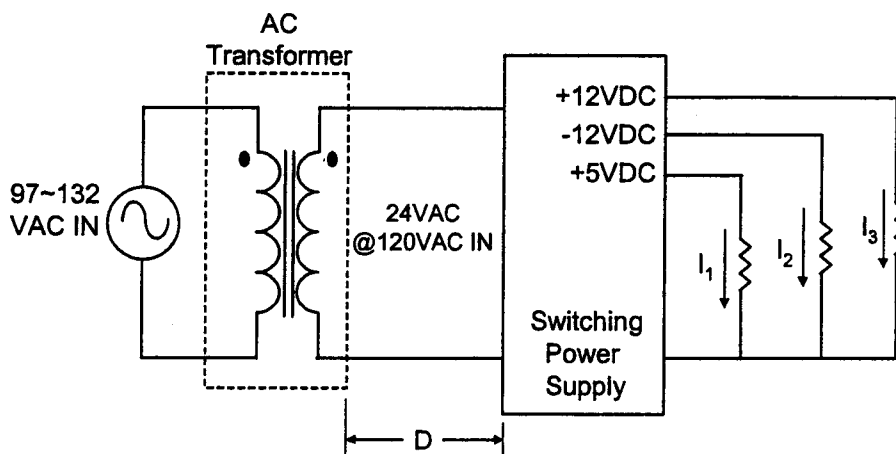 AC
Transformer
97~132
VAC IN
24VAC
@120VAC IN
+12VDC
-12VDC
+5VDC
Switching
Power
Supply
I1
I2
I3
D